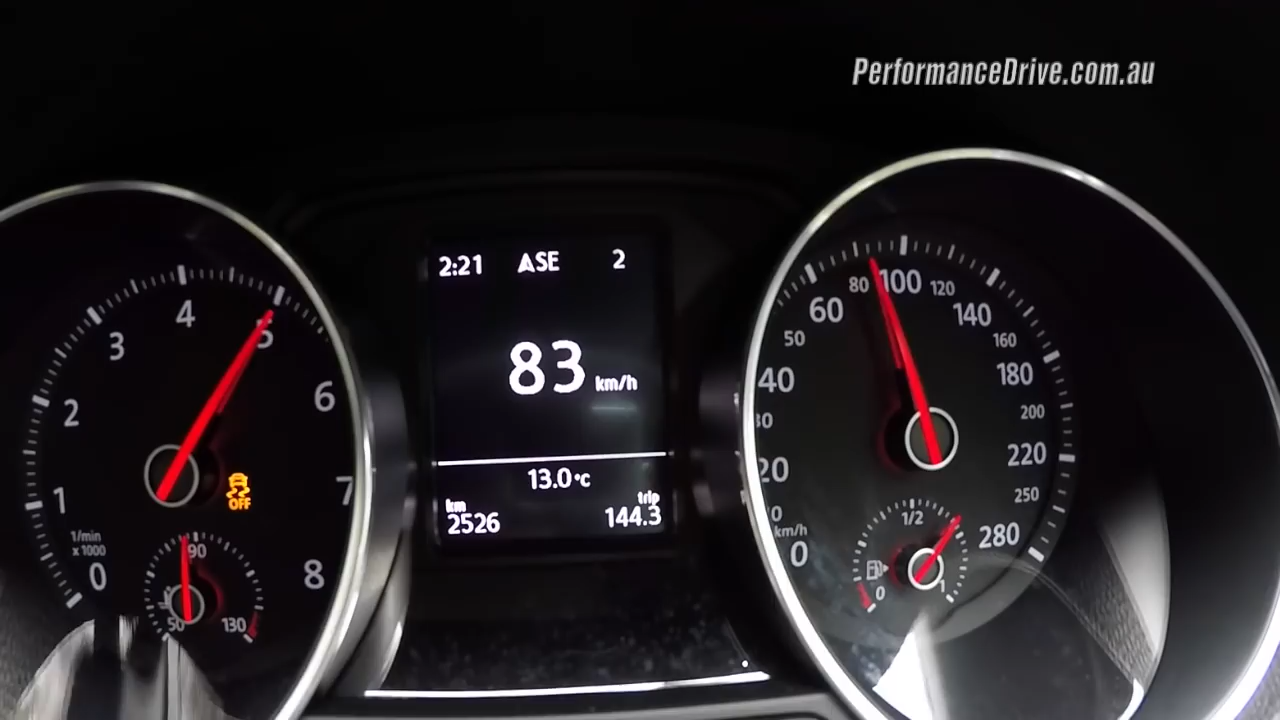 PerformanceDrive.com.au
2:21 ASE 2
83 km/h
13.0°C
km trip
2526 144.3
0 1 2 3 4 5 6 7 8
1/min
x 1000
OFF
50 90 130
0 20 30 40 50 60 80 100 120 140 160 180 200 220 250 280
km/h
0 1/2 1